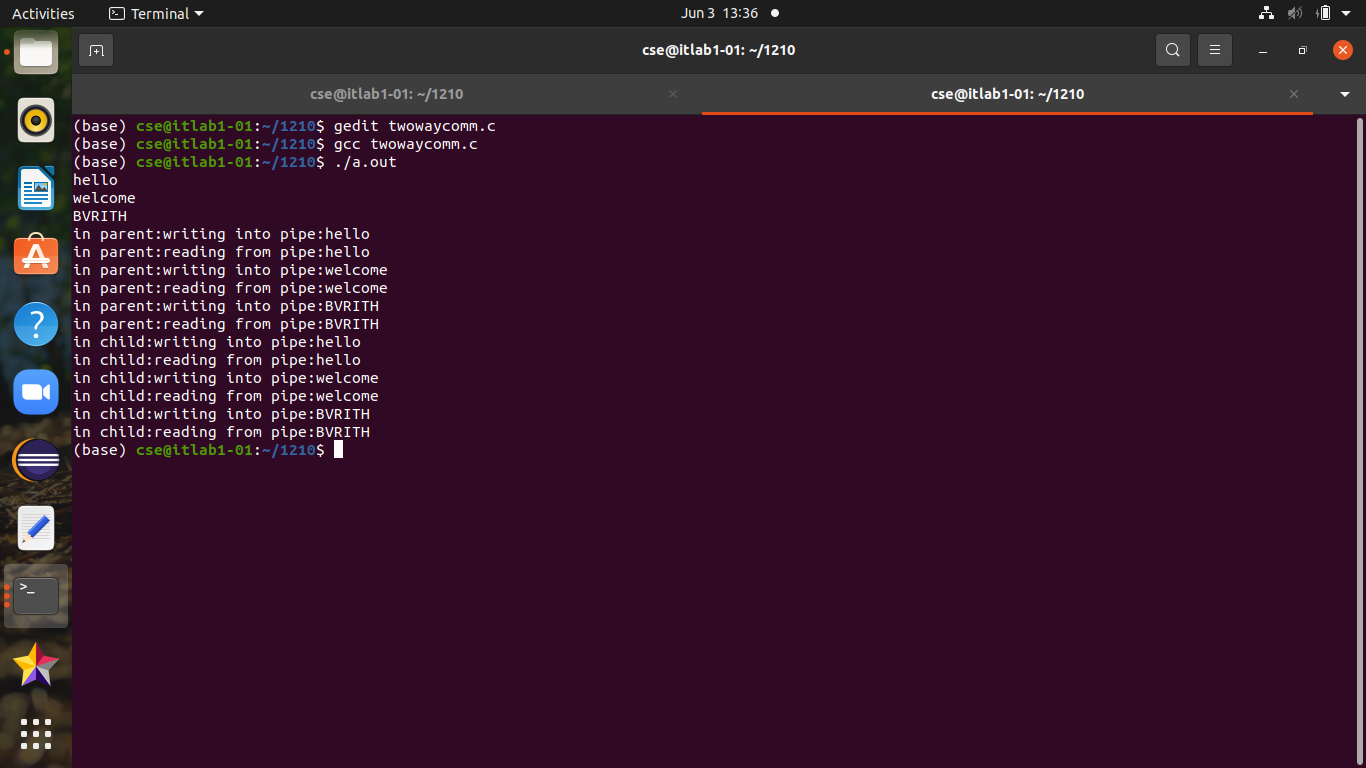 Activities
Terminal
Jun 3 13:36
cse@itlab1-01: ~/1210
cse@itlab1-01: ~/1210
cse@itlab1-01: ~/1210
(base) cse@itlab1-01:~/1210$ gedit twowaycomm.c
(base) cse@itlab1-01:~/1210$ gcc twowaycomm.c
(base) cse@itlab1-01:~/1210$ ./a.out
hello
welcome
BVRITH
in parent:writing into pipe:hello
in parent:reading from pipe:hello
in parent:writing into pipe:welcome
in parent:reading from pipe:welcome
in parent:writing into pipe:BVRITH
in parent:reading from pipe:BVRITH
in child:writing into pipe:hello
in child:reading from pipe:hello
in child:writing into pipe:welcome
in child:reading from pipe:welcome
in child:writing into pipe:BVRITH
in child:reading from pipe:BVRITH
(base) cse@itlab1-01:~/1210$